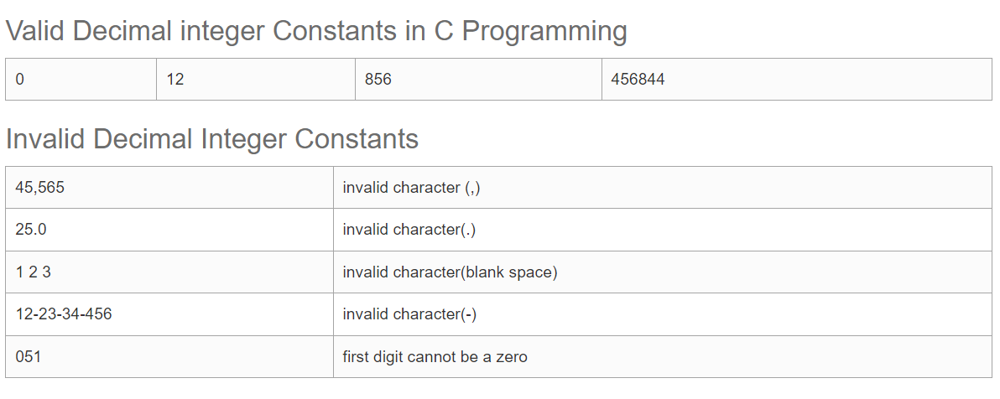 Valid Decimal integer Constants in C Programming
0 12 856 456844
Invalid Decimal Integer Constants
45,565 invalid character (,)
25.0 invalid character(.)
1 2 3 invalid character(blank space)
12-23-34-456 invalid character(-)
051 first digit cannot be a zero